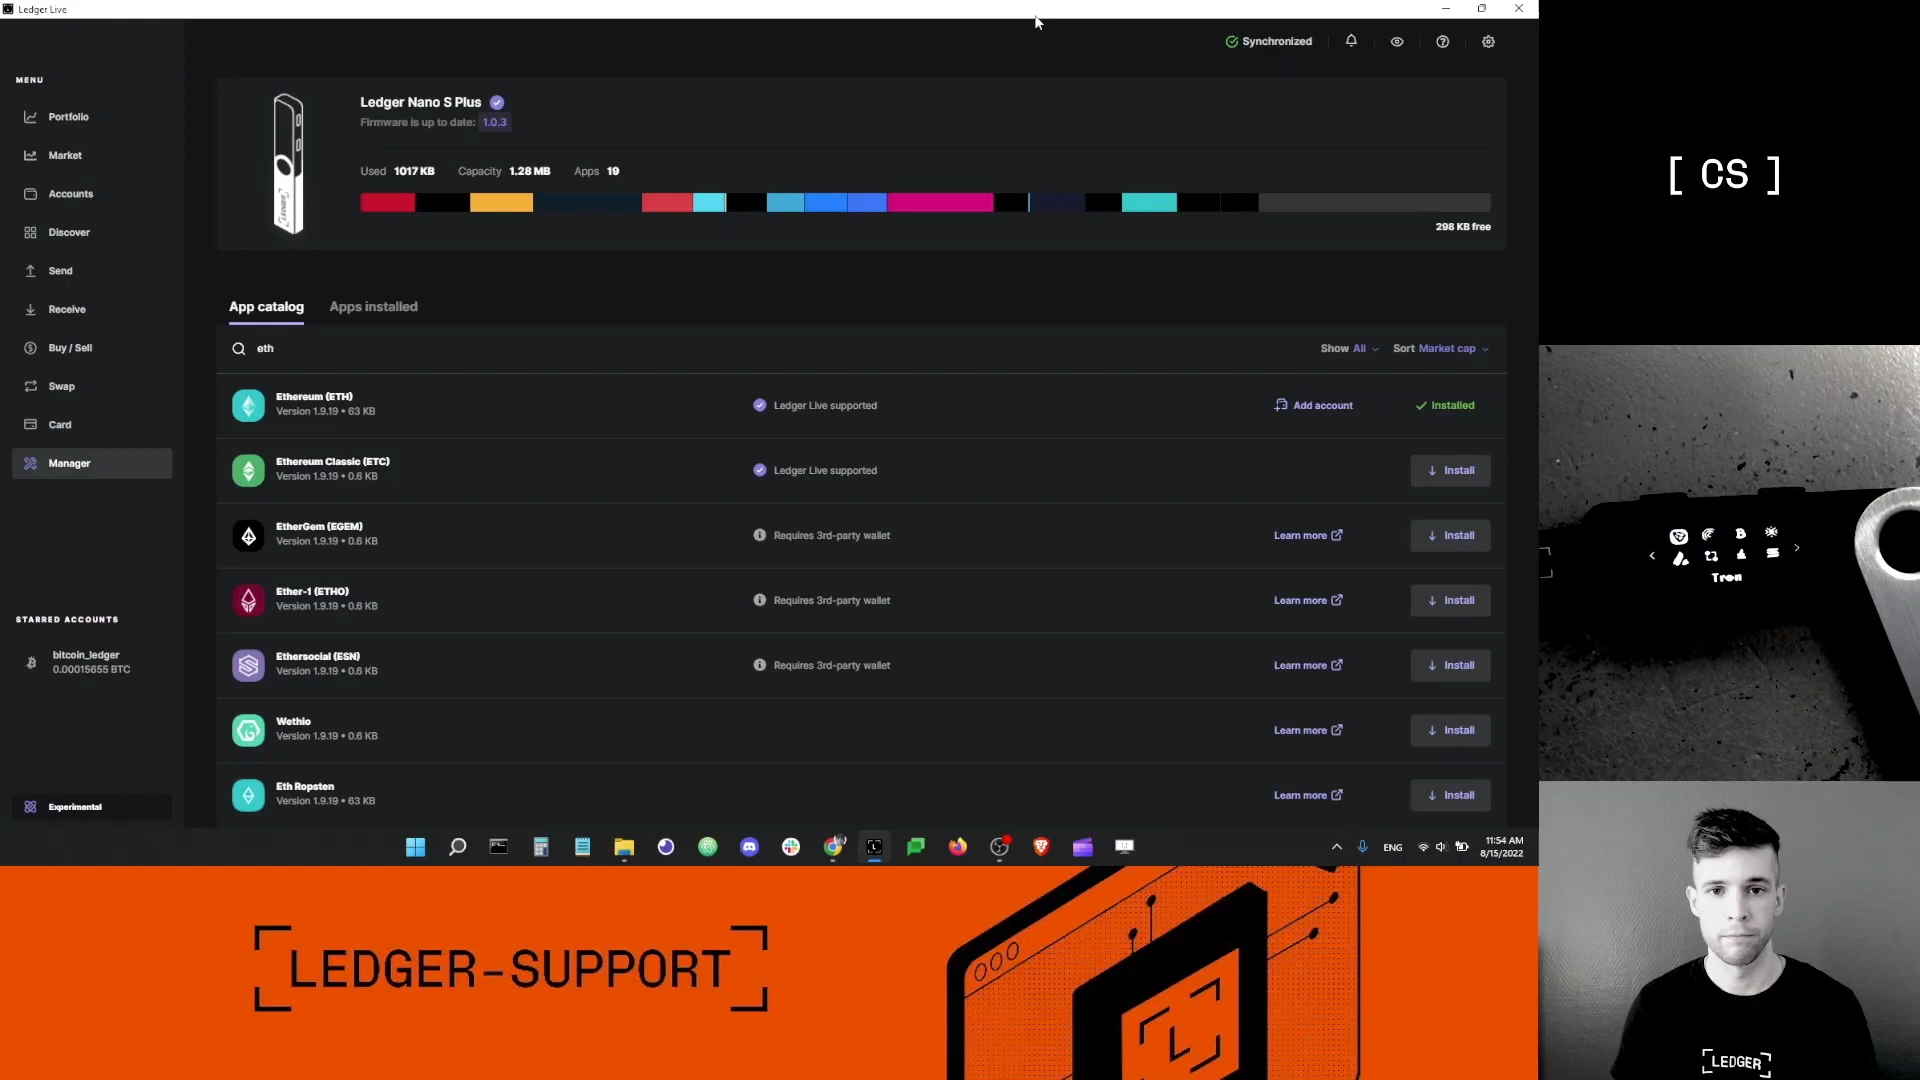 Ledger Live
Synchronized
MENU
Portfolio
Market
Accounts
Discover
Send
Receive
Buy / Sell
Swap
Card
Manager
STARRED ACCOUNTS
bitcoin_ledger
0.00015655 BTC
Experimental
Ledger Nano S Plus
Firmware is up to date: 1.0.3
Used 1017 KB Capacity 1.28 MB Apps 19
298 KB free
App catalog Apps installed
eth Show All Sort Market cap
Ethereum (ETH)
Version 1.9.19 • 63 KB
Ledger Live supported Add account Installed
Ethereum Classic (ETC)
Version 1.9.19 • 0.6 KB
Ledger Live supported Install
EtherGem (EGEM)
Version 1.9.19 • 0.6 KB
Requires 3rd-party wallet Learn more Install
Ether-1 (ETHO)
Version 1.9.19 • 0.6 KB
Requires 3rd-party wallet Learn more Install
Ethersocial (ESN)
Version 1.9.19 • 0.6 KB
Requires 3rd-party wallet Learn more Install
Wethio
Version 1.9.19 • 0.6 KB
Learn more Install
Eth Ropsten
Version 1.9.19 • 63 KB
Learn more Install
ENG
11:54 AM
8/15/2022
[ CS ]
Tron
LEDGER
LEDGER-SUPPORT